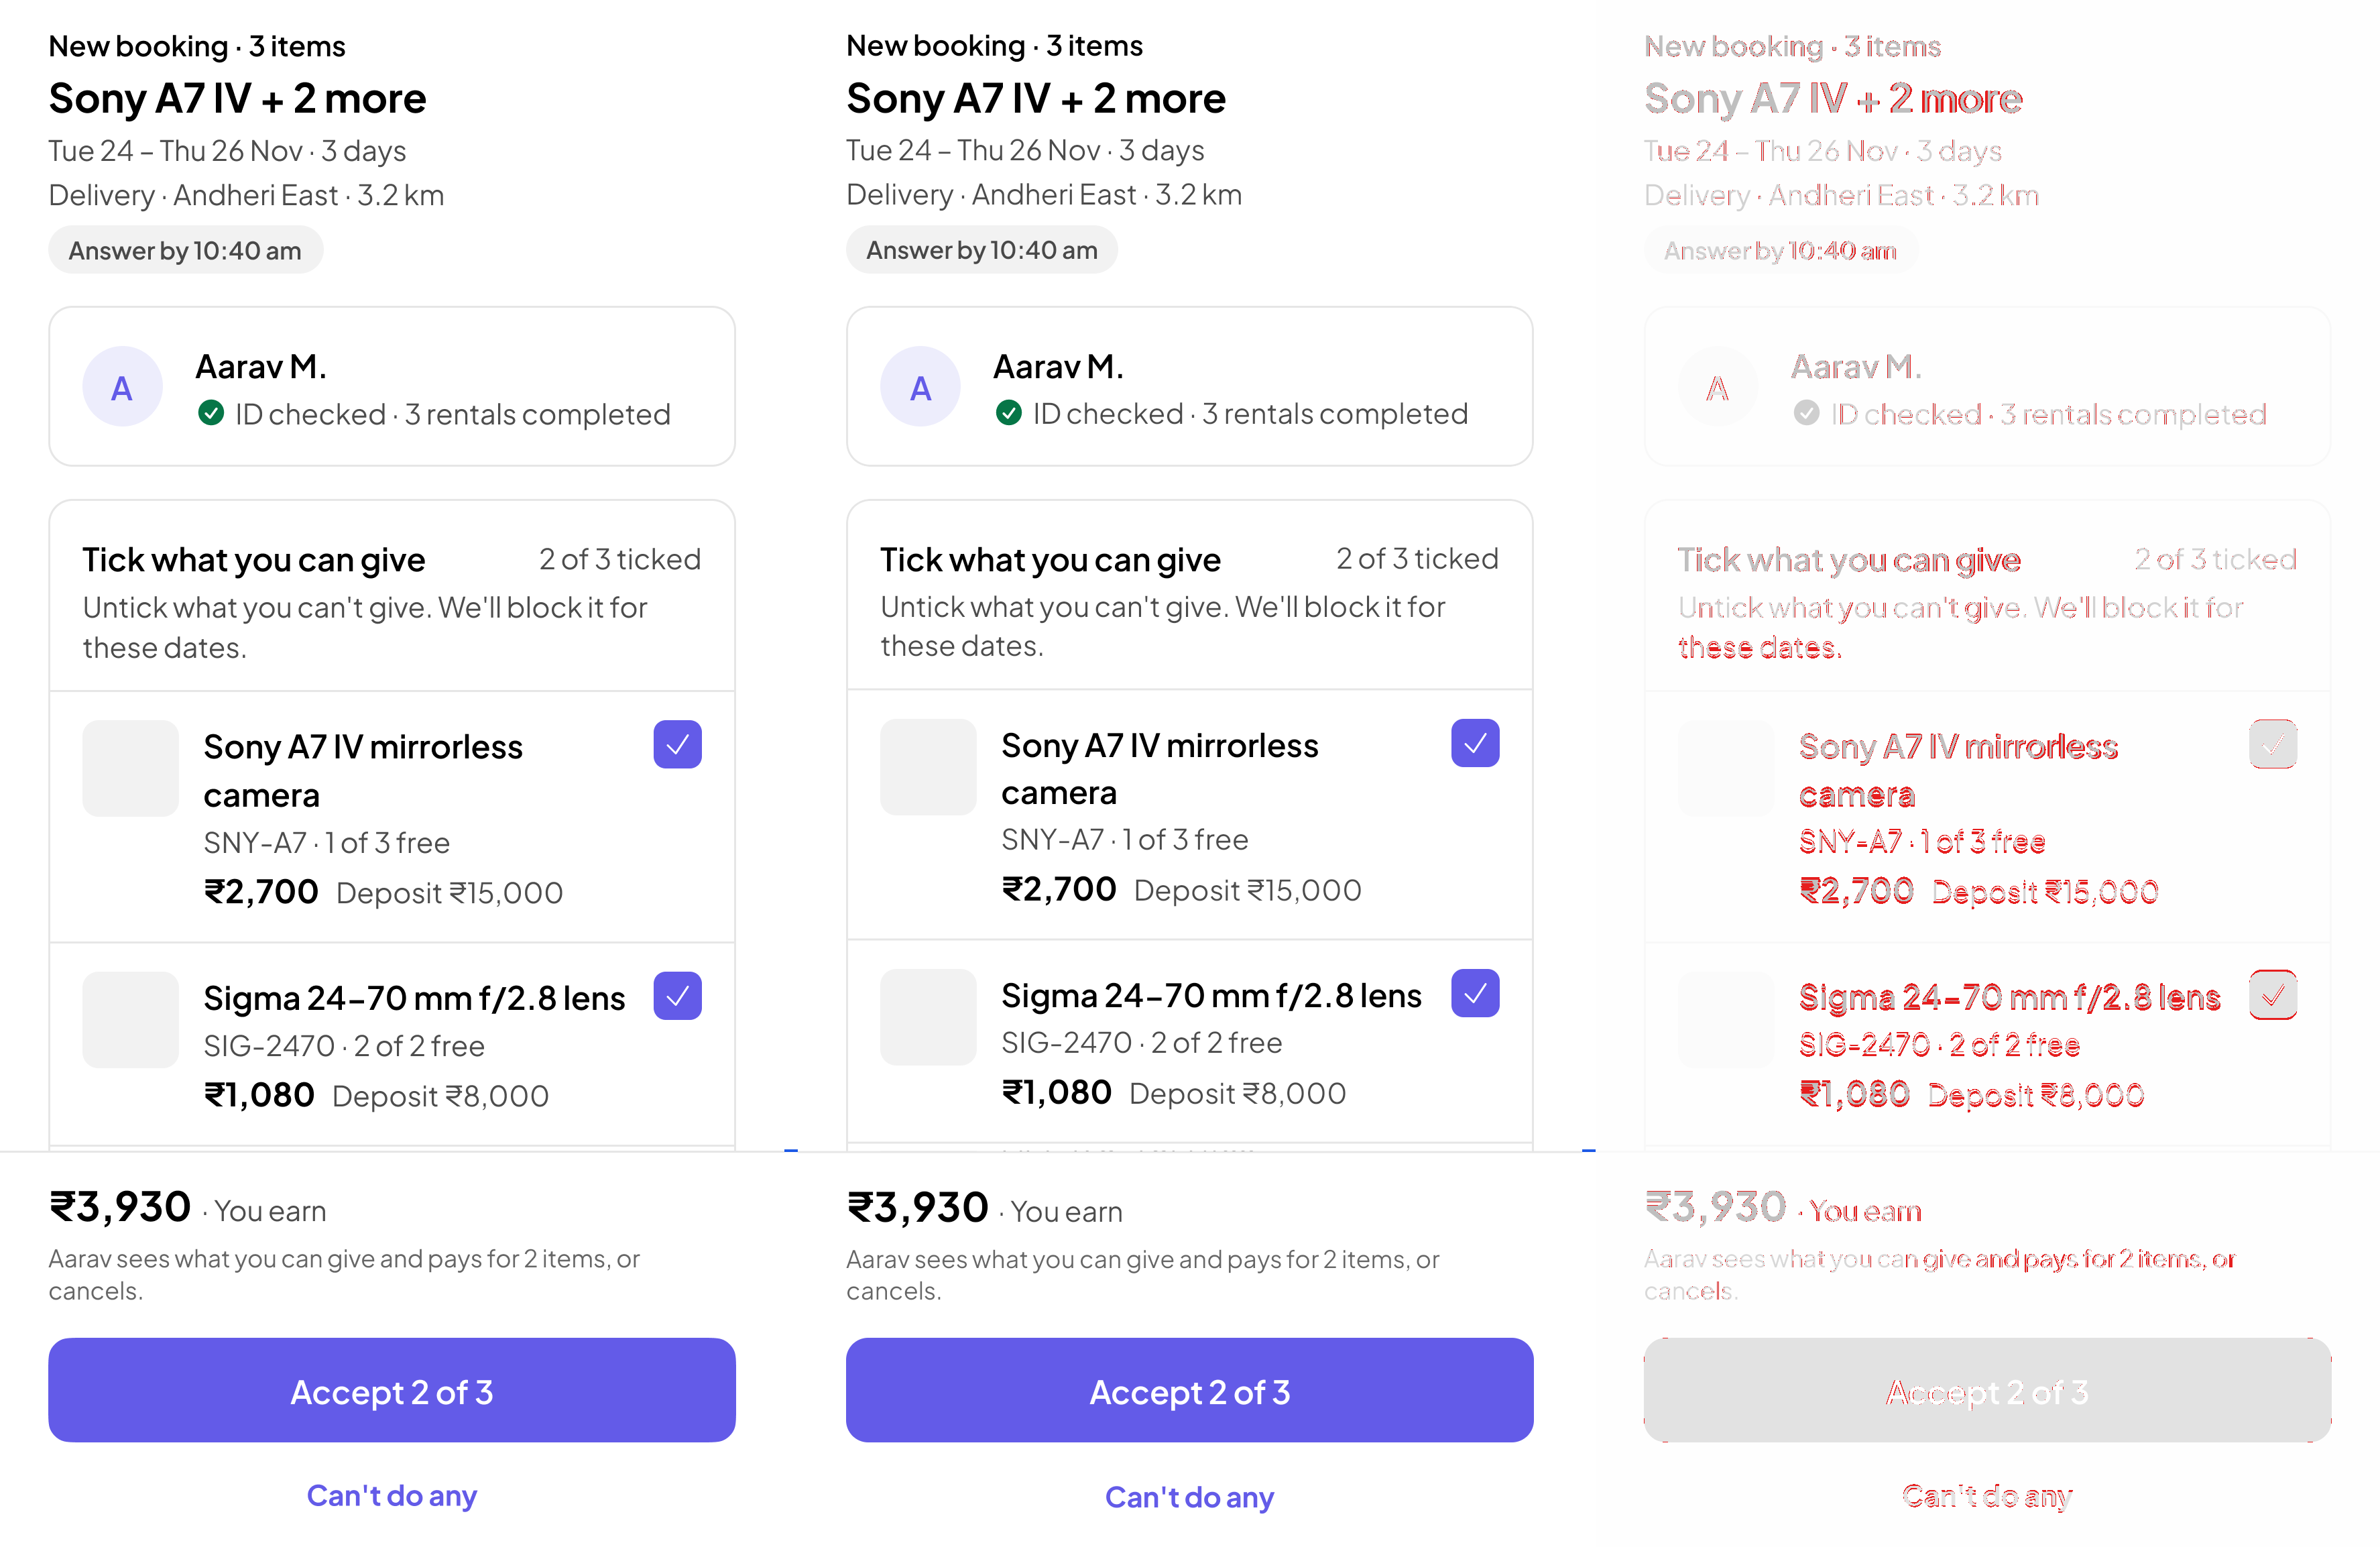 New booking · 3 items
Sony A7 IV + 2 more
Tue 24 – Thu 26 Nov · 3 days
Delivery · Andheri East · 3.2 km
Answer by 10:40 am
A
Aarav M.
ID checked · 3 rentals completed
Tick what you can give
2 of 3 ticked
Untick what you can't give. We'll block it for
these dates.
Sony A7 IV mirrorless
camera
SNY-A7 · 1 of 3 free
₹2,700 Deposit ₹15,000
Sigma 24–70 mm f/2.8 lens
SIG-2470 · 2 of 2 free
₹1,080 Deposit ₹8,000
₹3,930 · You earn
Aarav sees what you can give and pays for 2 items, or
cancels.
Accept 2 of 3
Can't do any
New booking · 3 items
Sony A7 IV + 2 more
Tue 24 – Thu 26 Nov · 3 days
Delivery · Andheri East · 3.2 km
Answer by 10:40 am
A
Aarav M.
ID checked · 3 rentals completed
Tick what you can give
2 of 3 ticked
Untick what you can't give. We'll block it for
these dates.
Sony A7 IV mirrorless
camera
SNY-A7 · 1 of 3 free
₹2,700 Deposit ₹15,000
Sigma 24–70 mm f/2.8 lens
SIG-2470 · 2 of 2 free
₹1,080 Deposit ₹8,000
₹3,930 · You earn
Aarav sees what you can give and pays for 2 items, or
cancels.
Accept 2 of 3
Can't do any
New booking · 3 items
Sony A7 IV + 2 more
Tue 24 – Thu 26 Nov · 3 days
Delivery · Andheri East · 3.2 km
Answer by 10:40 am
A
Aarav M.
ID checked · 3 rentals completed
Tick what you can give
2 of 3 ticked
Untick what you can't give. We'll block it for
these dates.
Sony A7 IV mirrorless
camera
SNY-A7 · 1 of 3 free
₹2,700 Deposit ₹15,000
Sigma 24–70 mm f/2.8 lens
SIG-2470 · 2 of 2 free
₹1,080 Deposit ₹8,000
₹3,930 · You earn
Aarav sees what you can give and pays for 2 items, or
cancels.
Accept 2 of 3
Can't do any